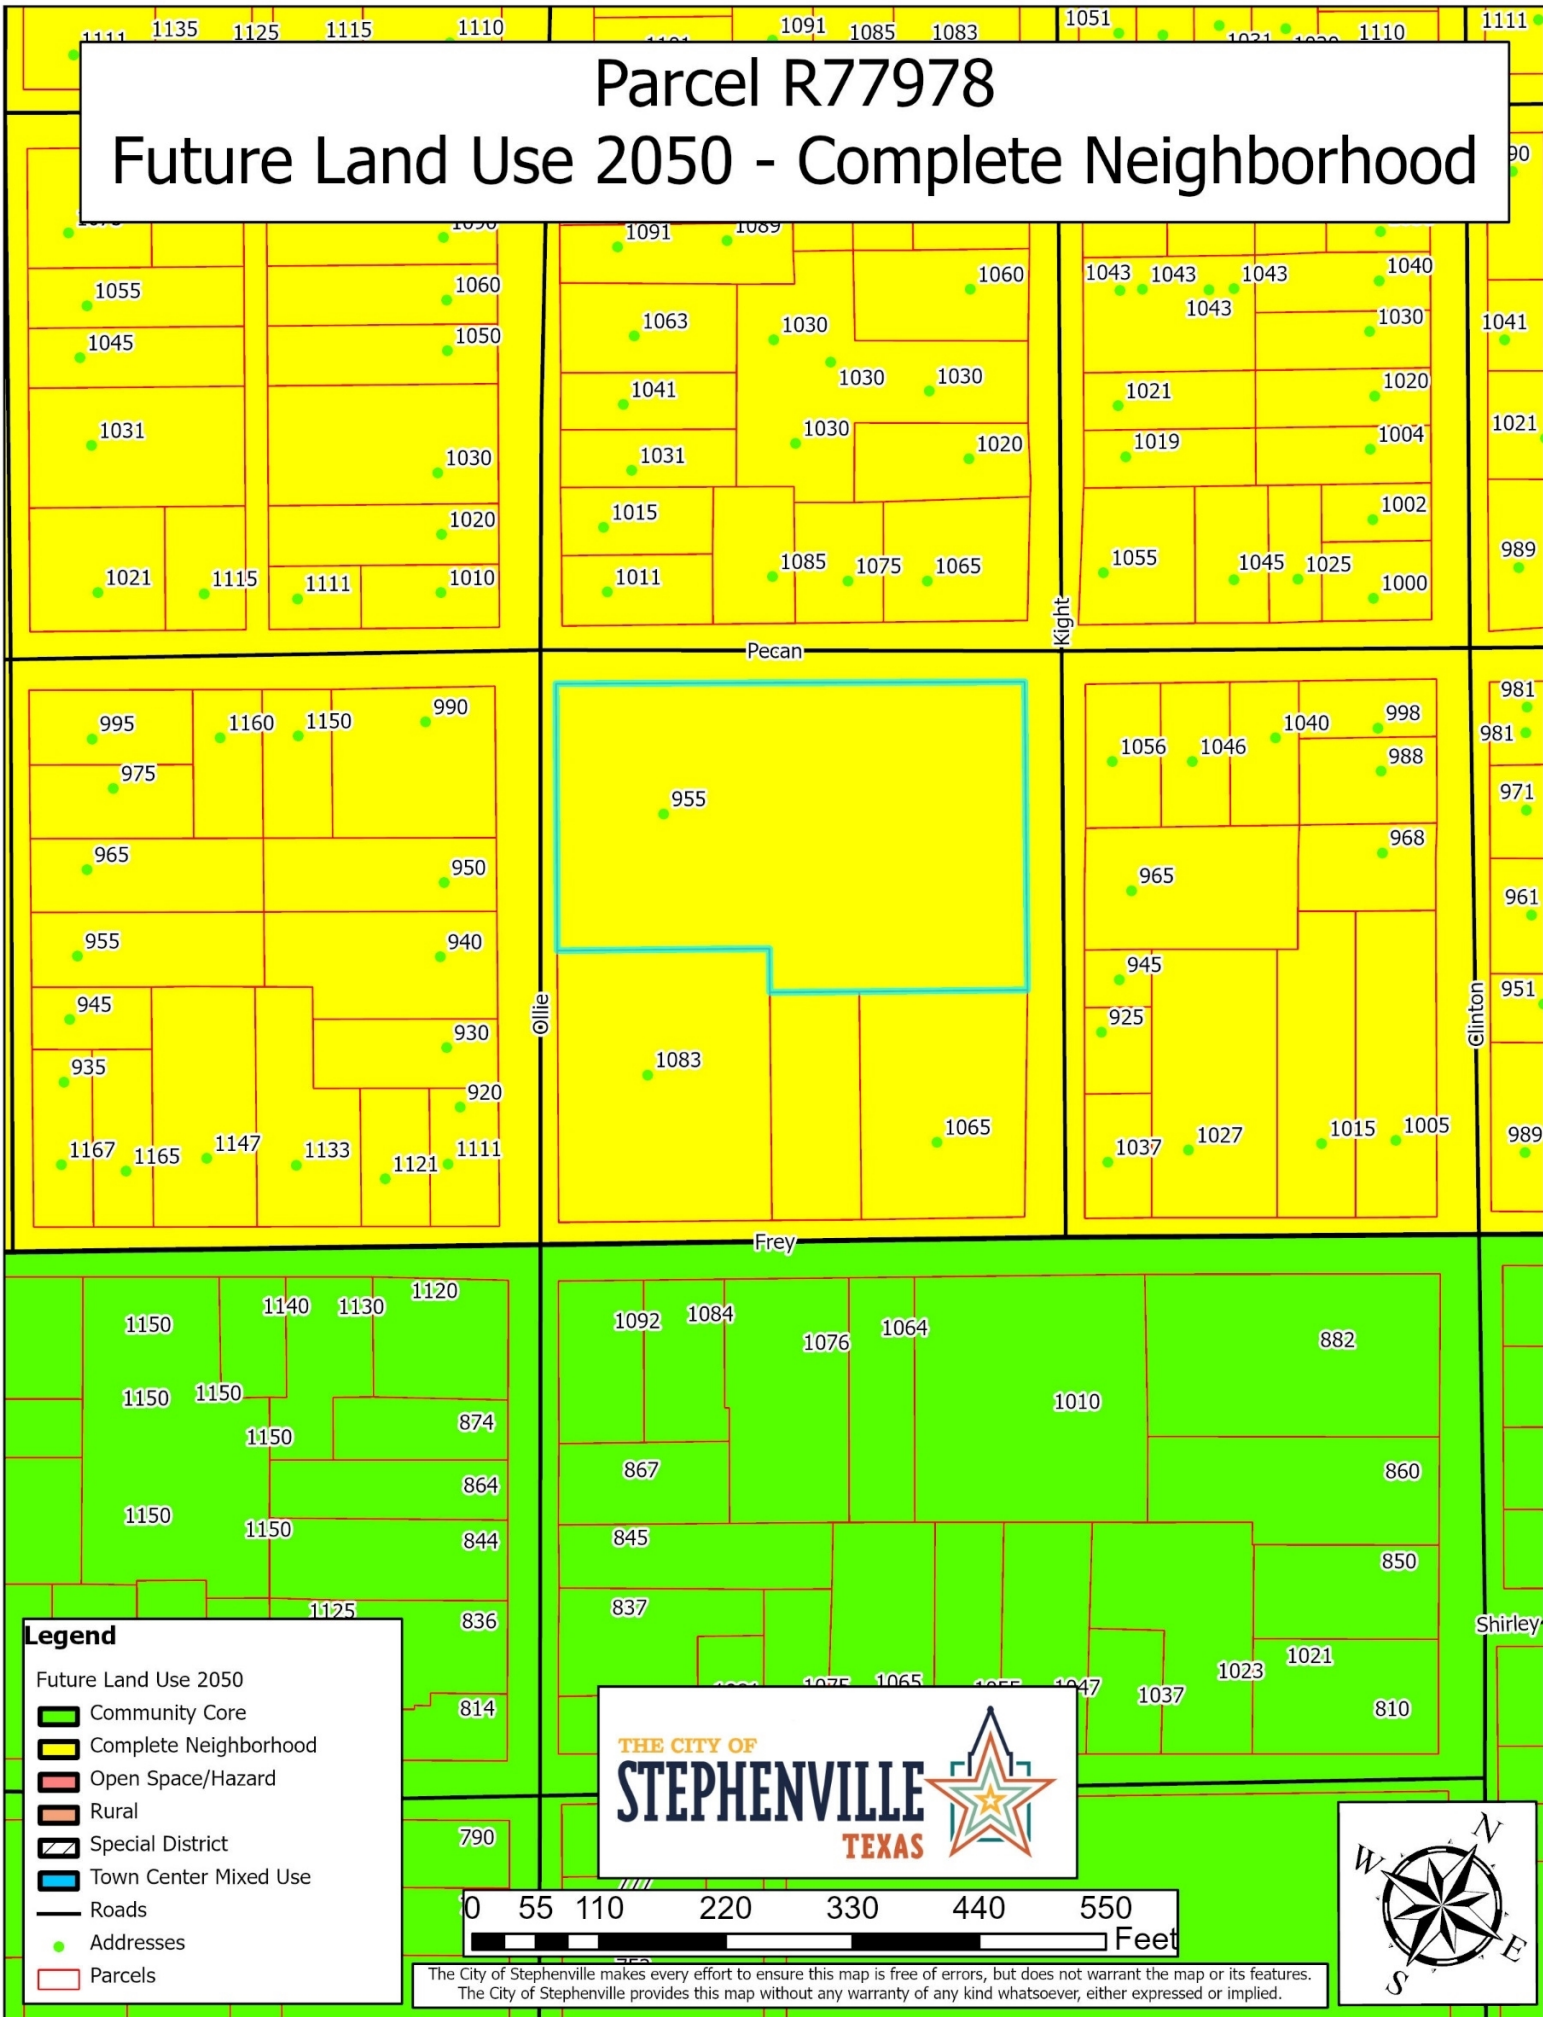 1111 1135 1125 1115 1110 1091 1085 1083 1051 1110 1111
Parcel R77978
Future Land Use 2050 - Complete Neighborhood
1091 1089
1055 1060 1060 1043 1043 1043 1040
1043
1045 1050 1063 1030 1030 1041
1030 1030
1041 1021 1020
1031 1030 1031 1030 1020 1019 1004 1021
1020 1015 1002
1021 1115 1111 1010 1011 1085 1075 1065 1055 1045 1025 1000 989
Kight
Pecan
995 1160 1150 990 1056 1046 1040 998 981
981
975 955 988 971
965 950 965 968 961
955 940 945 951
945 930 Ollie 925 Clinton
935 920 1083
1167 1165 1147 1133 1121 1111 1065 1037 1027 1015 1005 989
Frey
1150 1140 1130 1120 1092 1084 1076 1064 882
1150 1150 1010
1150 874 867 860
864
1150 1150 844 845 850
1125 836 837 Shirley
1075 1065 1055 1047 1037 1023 1021
814 810
Legend
Future Land Use 2050
Community Core
Complete Neighborhood
Open Space/Hazard
Rural
Special District
Town Center Mixed Use
Roads
Addresses
Parcels
THE CITY OF
STEPHENVILLE
TEXAS
790
777
0 55 110 220 330 440 550
Feet
N
W
E
S
The City of Stephenville makes every effort to ensure this map is free of errors, but does not warrant the map or its features.
The City of Stephenville provides this map without any warranty of any kind whatsoever, either expressed or implied.